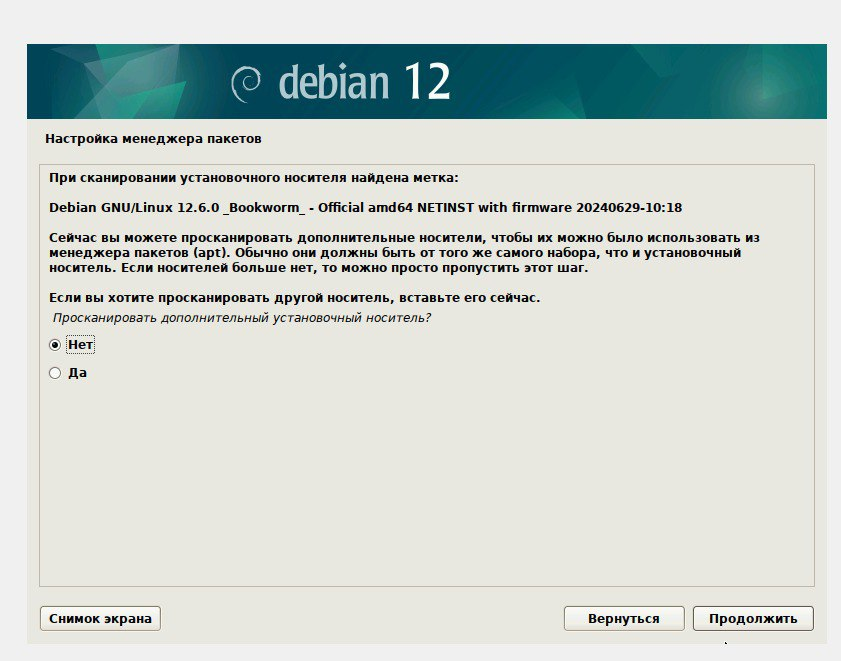 debian 12
Настройка менеджера пакетов
При сканировании установочного носителя найдена метка:
Debian GNU/Linux 12.6.0 _Bookworm_ - Official amd64 NETINST with firmware 20240629-10:18
Сейчас вы можете просканировать дополнительные носители, чтобы их можно было использовать из
менеджера пакетов (apt). Обычно они должны быть от того же самого набора, что и установочный
носитель. Если носителей больше нет, то можно просто пропустить этот шаг.
Если вы хотите просканировать другой носитель, вставьте его сейчас.
Просканировать дополнительный установочный носитель?
Нет
Да
Снимок экрана
Вернуться
Продолжить